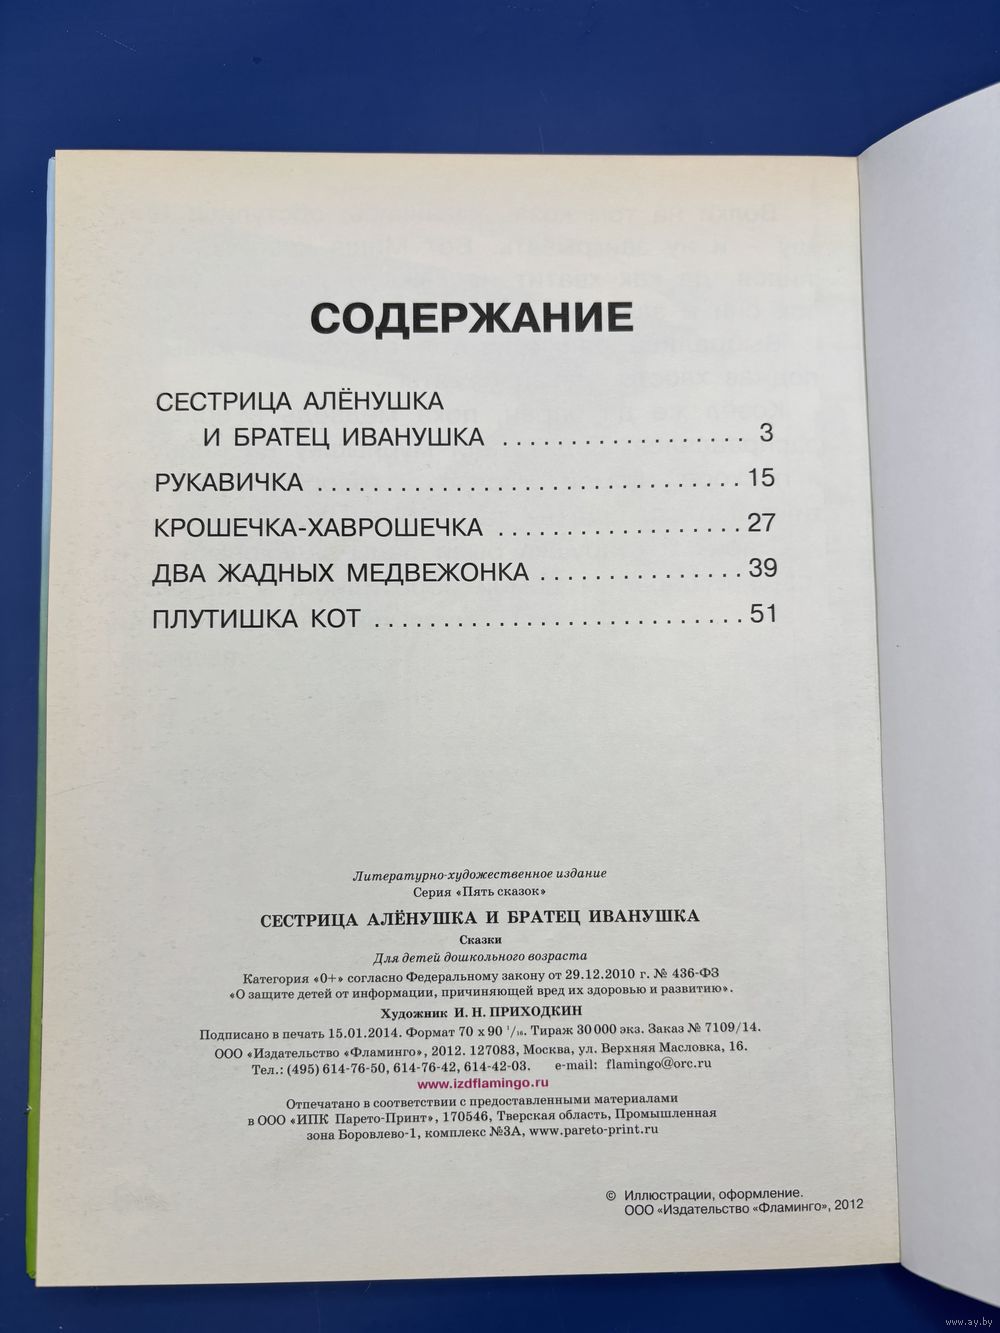 СОДЕРЖАНИЕ
СЕСТРИЦА АЛЁНУШКА
И БРАТЕЦ ИВАНУШКА .................. 3
РУКАВИЧКА ............................... 15
КРОШЕЧКА-ХАВРОШЕЧКА .................. 27
ДВА ЖАДНЫХ МЕДВЕЖОНКА ............... 39
ПЛУТИШКА КОТ ........................... 51
Литературно-художественное издание
Серия «Пять сказок»
СЕСТРИЦА АЛЁНУШКА И БРАТЕЦ ИВАНУШКА
Сказки
Для детей дошкольного возраста
Категория «0+» согласно Федеральному закону от 29.12.2010 г. № 436-ФЗ
«О защите детей от информации, причиняющей вред их здоровью и развитию».
Художник И. Н. ПРИХОДКИН
Подписано в печать 15.01.2014. Формат 70 х 90 1/16. Тираж 30 000 экз. Заказ № 7109/14.
ООО «Издательство «Фламинго», 2012. 127083, Москва, ул. Верхняя Масловка, 16.
Тел.: (495) 614-76-50, 614-76-42, 614-42-03. e-mail: flamingo@orc.ru
www.izdflamingo.ru
Отпечатано в соответствии с предоставленными материалами
в ООО «ИПК Парето-Принт», 170546, Тверская область, Промышленная
зона Боровлево-1, комплекс №3А, www.pareto-print.ru
© Иллюстрации, оформление.
ООО «Издательство «Фламинго», 2012
www.ay.by